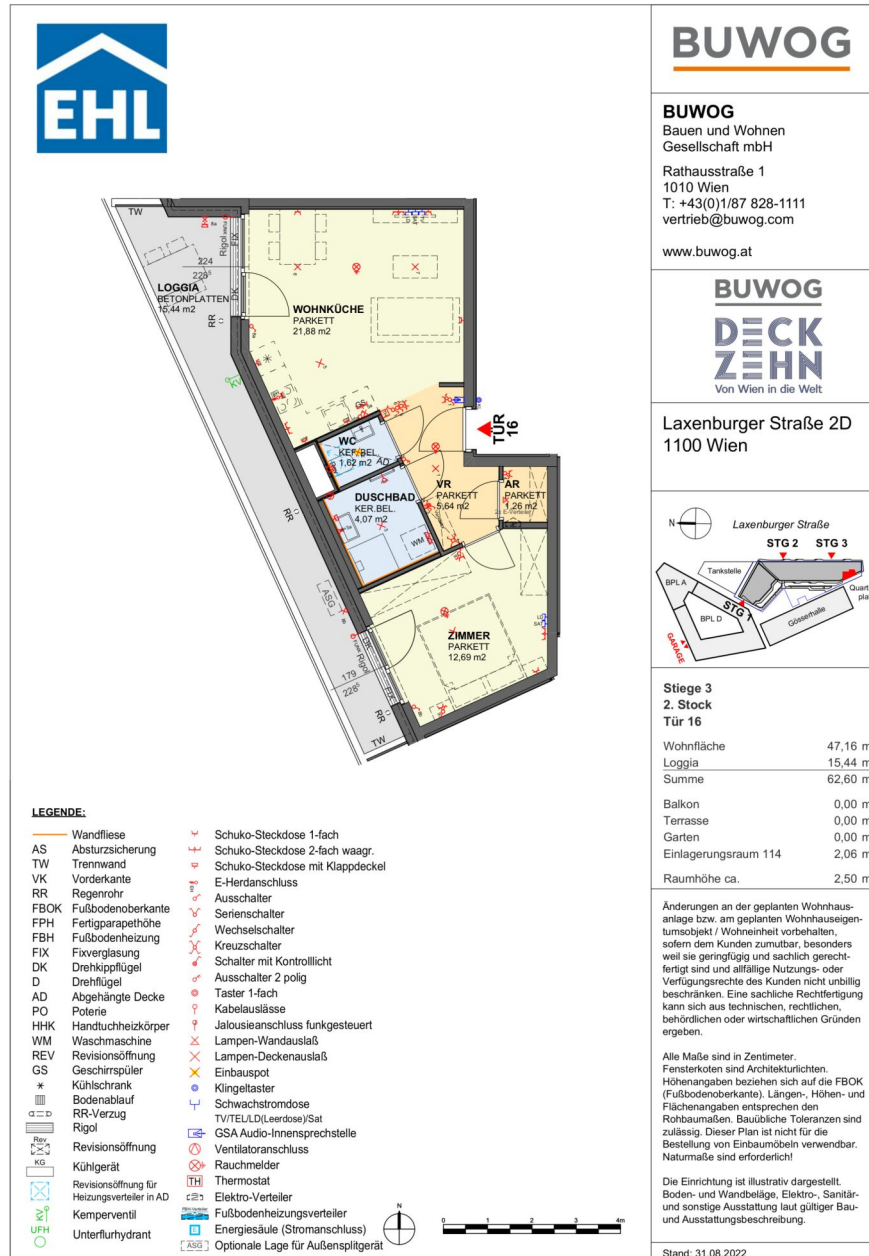 EHL
BUWOG
BUWOG
Bauen und Wohnen
Gesellschaft mbH
Rathausstraße 1
1010 Wien
T: +43(0)1/87 828-1111
vertrieb@buwog.com
www.buwog.at
BUWOG
DECK
ZEHN
Von Wien in die Welt
Laxenburger Straße 2D
1100 Wien
N
Laxenburger Straße
STG 2 STG 3
Tankstelle
BPL A
BPL D
STG 1
Gösserhalle
GARAGE
Stiege 3
2. Stock
Tür 16
Wohnfläche 47,16 m
Loggia 15,44 m
Summe 62,60 m
Balkon 0,00 m
Terrasse 0,00 m
Garten 0,00 m
Einlagerungsraum 114 2,06 m
Raumhöhe ca. 2,50 m
Änderungen an der geplanten Wohnhaus-
anlage bzw. am geplanten Wohnhauseigen-
tumsobjekt / Wohneinheit vorbehalten,
sofern dem Kunden zumutbar, besonders
weil sie geringfügig und sachlich gerecht-
fertigt sind und allfällige Nutzungs- oder
Verfügungsrechte des Kunden nicht unbillig
beschränken. Eine sachliche Rechtfertigung
kann sich aus technischen, rechtlichen,
behördlichen oder wirtschaftlichen Gründen
ergeben.
Alle Maße sind in Zentimeter.
Fensterkoten sind Architekturlichten.
Höhenangaben beziehen sich auf die FBOK
(Fußbodenoberkante). Längen-, Höhen- und
Flächenangaben entsprechen den
Rohbaumaßen. Bauübliche Toleranzen sind
zulässig. Dieser Plan ist nicht für die
Bestellung von Einbaumöbeln verwendbar.
Naturmaße sind erforderlich!
Die Einrichtung ist illustrativ dargestellt.
Boden- und Wandbeläge, Elektro-, Sanitär-
und sonstige Ausstattung laut gültiger Bau-
und Ausstattungsbeschreibung.
Stand: 31.08.2022
TW
Rigol
FIX
224
228⁵
DK
LOGGIA
BETONPLATTEN
15,44 m2
RR
KV
WOHNKÜCHE
PARKETT
21,88 m2
GS
TÜR
16
WC
KER.BEL.
1,62 m2
AD
DUSCHBAD
KER.BEL.
4,07 m2
WM
VR
PARKETT
5,64 m2
AR
PARKETT
1,26 m2
E-Verteiler
RR
ASG
ZIMMER
PARKETT
12,69 m2
DK
Rigol
179
228⁵
FIX
RR
TW
LEGENDE:
Wandfliese
AS Absturzsicherung
TW Trennwand
VK Vorderkante
RR Regenrohr
FBOK Fußbodenoberkante
FPH Fertigparapethöhe
FBH Fußbodenheizung
FIX Fixverglasung
DK Drehkippflügel
D Drehflügel
AD Abgehängte Decke
PO Poterie
HHK Handtuchheizkörper
WM Waschmaschine
REV Revisionsöffnung
GS Geschirrspüler
Kühlschrank
Bodenablauf
RR-Verzug
Rigol
Rev Revisionsöffnung
KG Kühlgerät
Revisionsöffnung für
Heizungsverteiler in AD
KV Kemperventil
UFH Unterflurhydrant
Schuko-Steckdose 1-fach
Schuko-Steckdose 2-fach waagr.
Schuko-Steckdose mit Klappdeckel
E-Herdanschluss
Ausschalter
Serienschalter
Wechselschalter
Kreuzschalter
Schalter mit Kontrolllicht
Ausschalter 2 polig
Taster 1-fach
Kabelauslässe
Jalousieanschluss funkgesteuert
Lampen-Wandauslaß
Lampen-Deckenauslaß
Einbauspot
Klingeltaster
Schwachstromdose
TV/TEL/LD(Leerdose)/Sat
GSA Audio-Innensprechstelle
Ventilatoranschluss
Rauchmelder
TH Thermostat
Elektro-Verteiler
Fußbodenheizungsverteiler
E Energiesäule (Stromanschluss)
ASG Optionale Lage für Außensplitgerät
N
0 1 2 3 4m